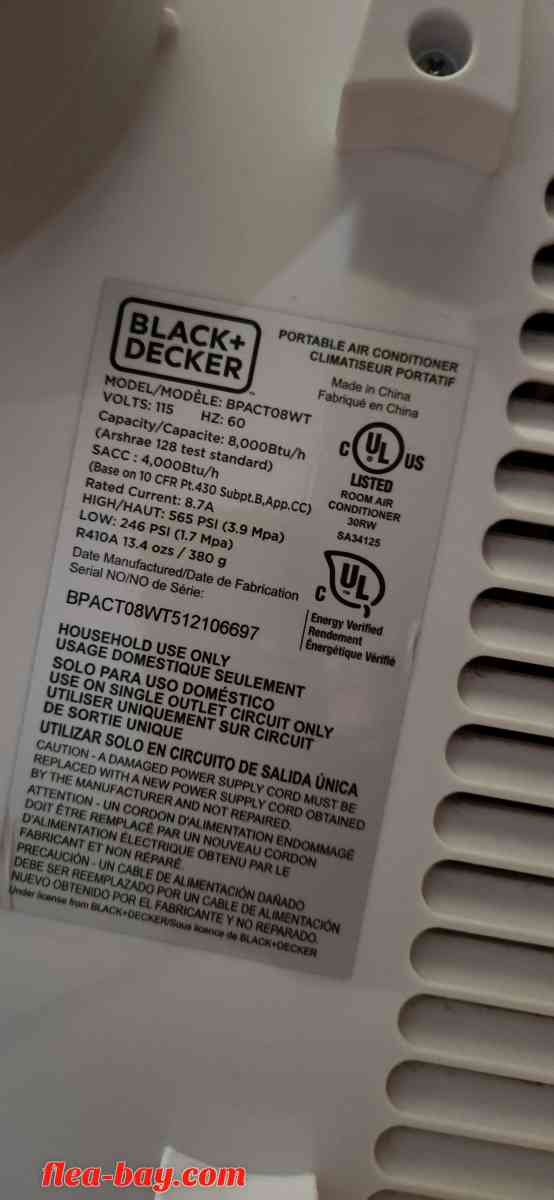 BLACK+
DECKER
PORTABLE AIR CONDITIONER
CLIMATISEUR PORTATIF
Made in China
Fabriqué en China
MODEL/MODÈLE: BPACT08WT
VOLTS: 115 HZ: 60
Capacity/Capacite: 8,000Btu/h
(Arshrae 128 test standard)
SACC : 4,000Btu/h
(Base on 10 CFR Pt.430 Subpt.B,App.CC)
Rated Current: 8.7A
HIGH/HAUT: 565 PSI (3.9 Mpa)
LOW: 246 PSI (1.7 Mpa)
R410A 13.4 ozs / 380 g
Date Manufactured/Date de Fabrication
Serial NO/NO de Série:
BPACT08WT512106697
C UL US
LISTED
ROOM AIR
CONDITIONER
30RW
SA34125
C UL
Energy Verified
Rendement
Énergétique Vérifié
HOUSEHOLD USE ONLY
USAGE DOMESTIQUE SEULEMENT
SOLO PARA USO DOMÉSTICO
USE ON SINGLE OUTLET CIRCUIT ONLY
UTILISER UNIQUEMENT SUR CIRCUIT
DE SORTIE UNIQUE
UTILIZAR SOLO EN CIRCUITO DE SALIDA ÚNICA
CAUTION - A DAMAGED POWER SUPPLY CORD MUST BE
REPLACED WITH A NEW POWER SUPPLY CORD OBTAINED
BY THE MANUFACTURER AND NOT REPAIRED.
ATTENTION - UN CORDON D'ALIMENTATION ENDOMMAGÉ
DOIT ÊTRE REMPLACÉ PAR UN NOUVEAU CORDON
D'ALIMENTATION ÉLECTRIQUE OBTENU PAR LE
FABRICANT ET NON RÉPARÉ.
PRECAUCIÓN - UN CABLE DE ALIMENTACIÓN DAÑADO
DEBE SER REEMPLAZADO POR UN CABLE DE ALIMENTACIÓN
NUEVO OBTENIDO POR EL FABRICANTE Y NO REPARADO.
Under license from BLACK+DECKER/Sous licence de BLACK+DECKER
flea-bay.com